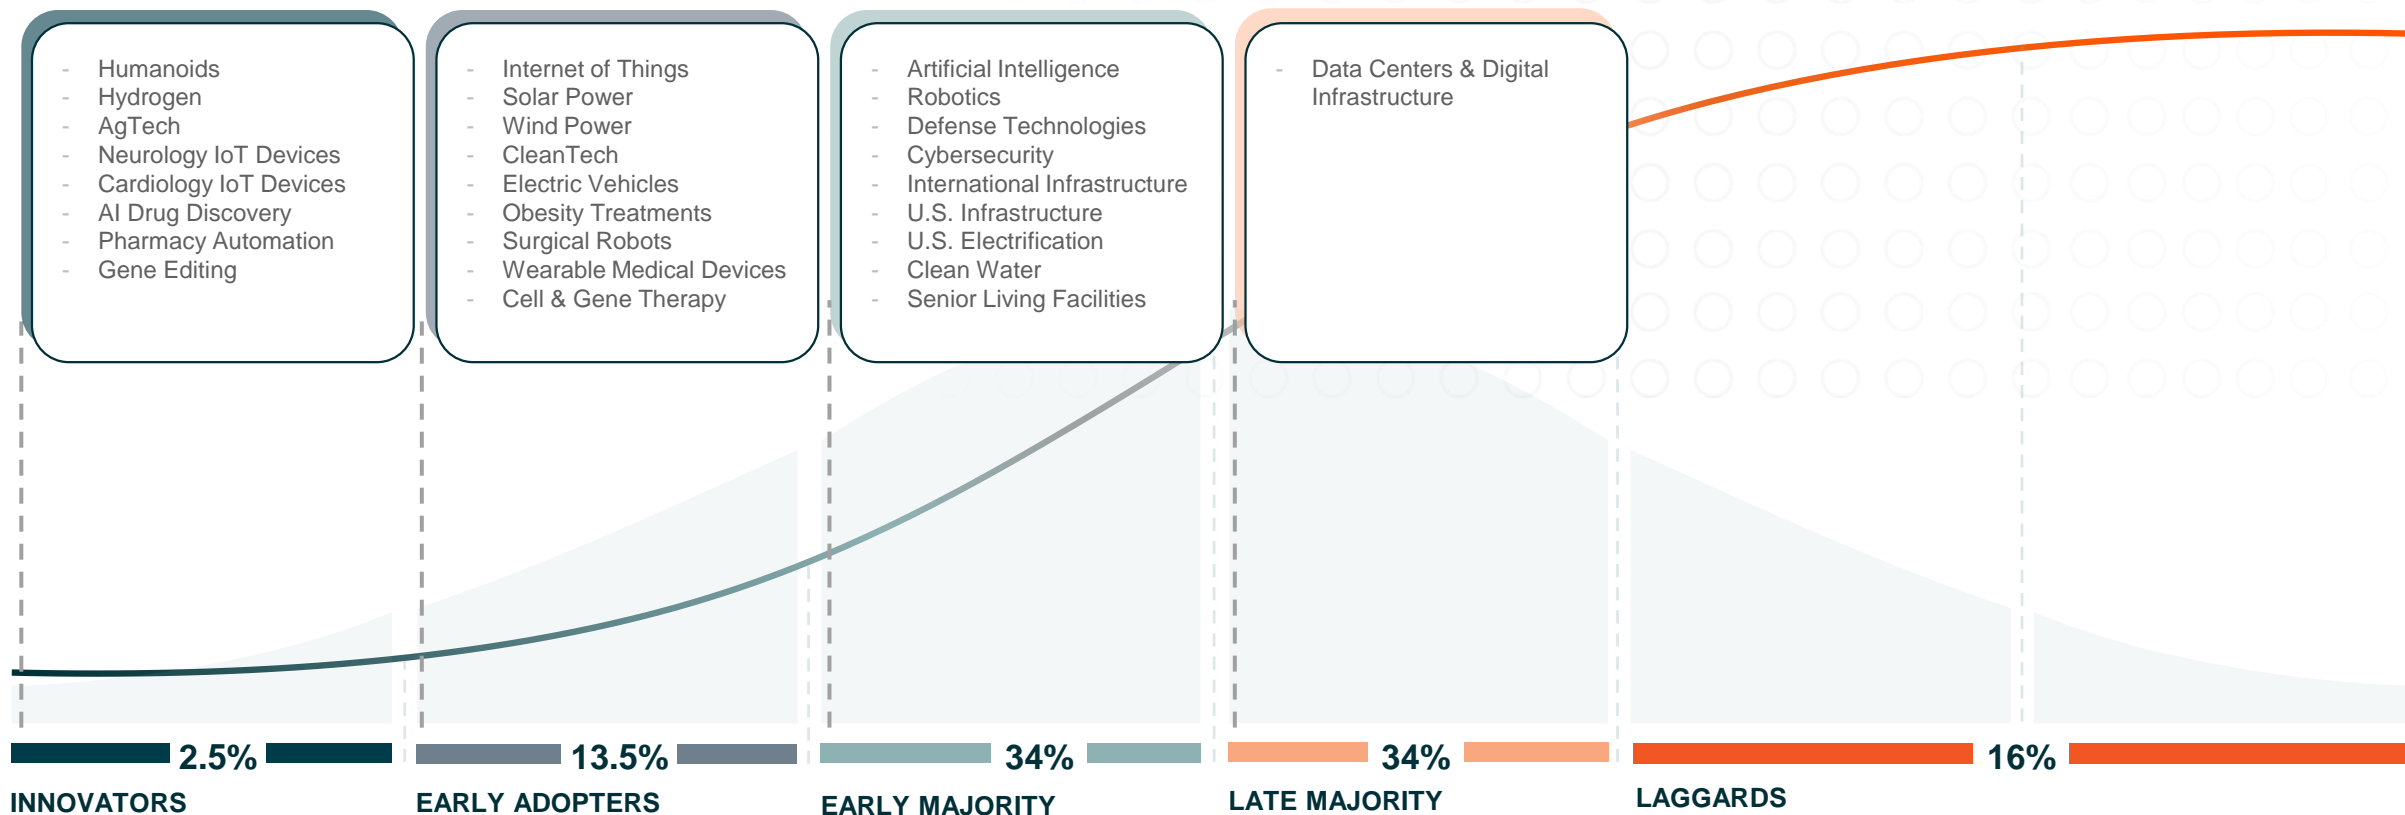 - Humanoids
- Hydrogen
- AgTech
- Neurology IoT Devices
- Cardiology IoT Devices
- AI Drug Discovery
- Pharmacy Automation
- Gene Editing
- Internet of Things
- Solar Power
- Wind Power
- CleanTech
- Electric Vehicles
- Obesity Treatments
- Surgical Robots
- Wearable Medical Devices
- Cell & Gene Therapy
- Artificial Intelligence
- Robotics
- Defense Technologies
- Cybersecurity
- International Infrastructure
- U.S. Infrastructure
- U.S. Electrification
- Clean Water
- Senior Living Facilities
- Data Centers & Digital
Infrastructure
2.5%
INNOVATORS
13.5%
EARLY ADOPTERS
34%
EARLY MAJORITY
34%
LATE MAJORITY
16%
LAGGARDS